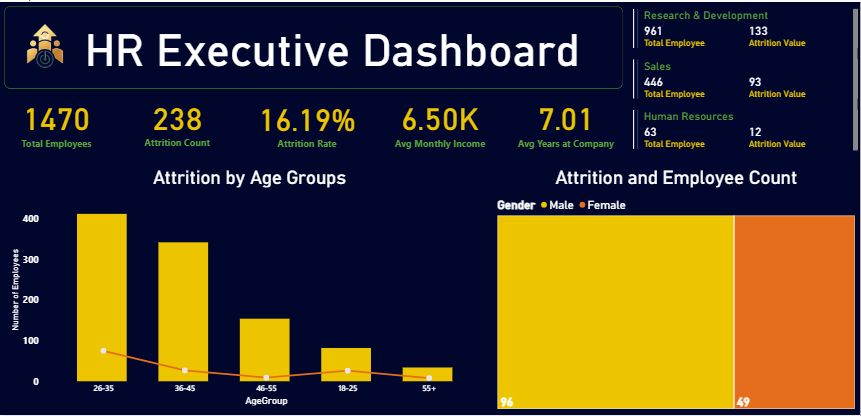 HR Executive Dashboard
Research & Development
961 133
Total Employee Attrition Value
Sales
446 93
Total Employee Attrition Value
Human Resources
63 12
Total Employee Attrition Value
1470 238 16.19% 6.50K 7.01
Total Employees Attrition Count Attrition Rate Avg Monthly Income Avg Years at Company
Attrition by Age Groups
Number of Employees
400
300
200
100
0
26-35 36-45 46-55 18-25 55+
AgeGroup
Attrition and Employee Count
Gender Male Female
96 49